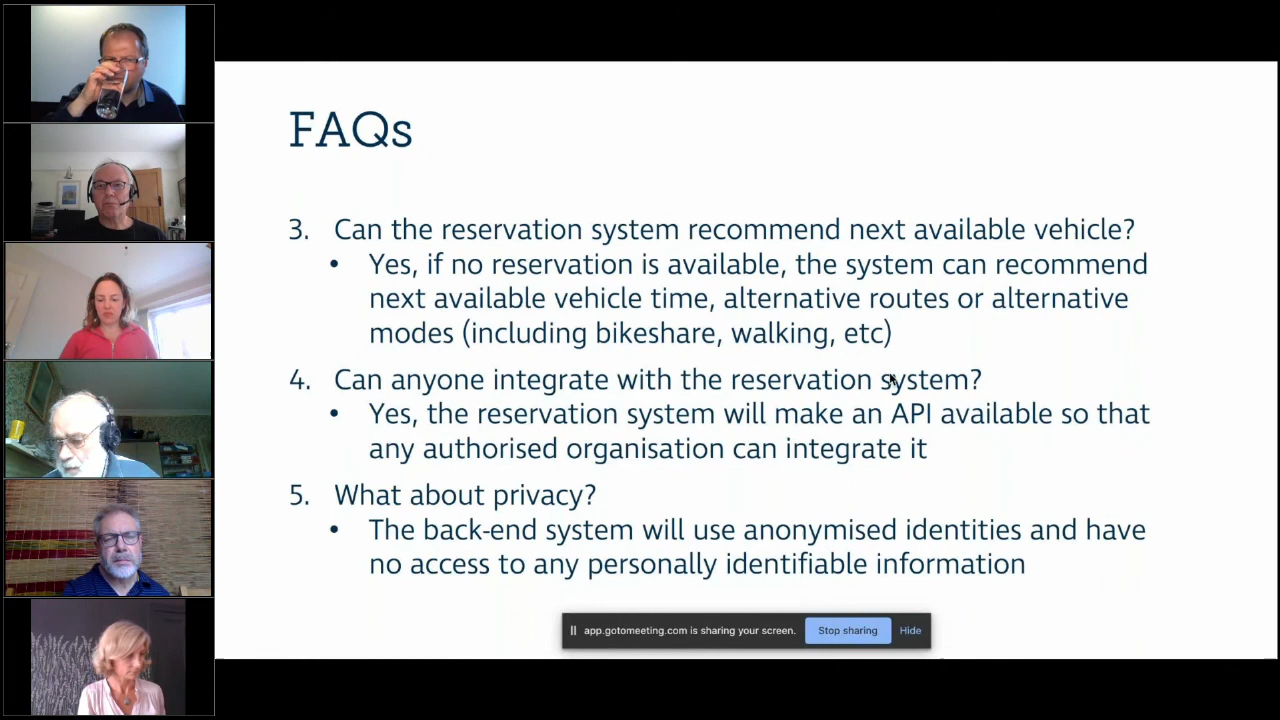 FAQs
3. Can the reservation system recommend next available vehicle?
• Yes, if no reservation is available, the system can recommend
next available vehicle time, alternative routes or alternative
modes (including bikeshare, walking, etc)
4. Can anyone integrate with the reservation system?
• Yes, the reservation system will make an API available so that
any authorised organisation can integrate it
5. What about privacy?
• The back-end system will use anonymised identities and have
no access to any personally identifiable information
app.gotomeeting.com is sharing your screen. Stop sharing Hide